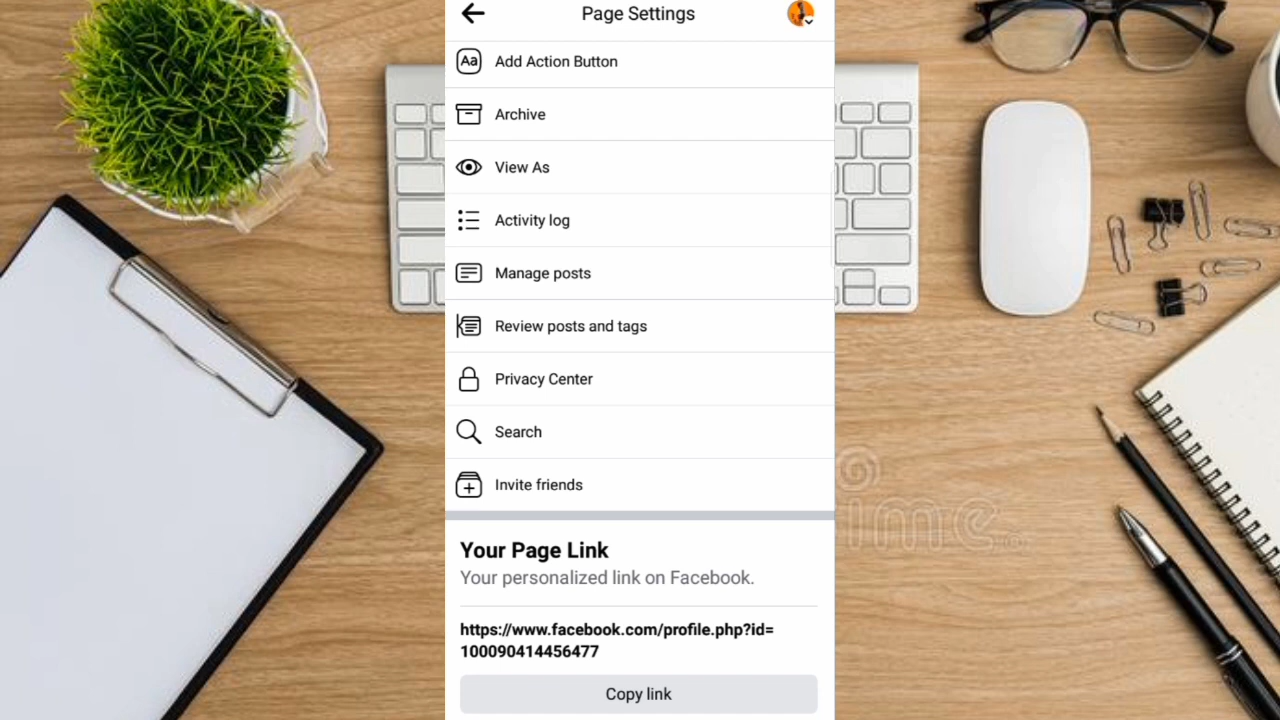 Page Settings
Aa Add Action Button
Archive
View As
Activity log
Manage posts
Review posts and tags
Privacy Center
Search
Invite friends
Your Page Link
Your personalized link on Facebook.
https://www.facebook.com/profile.php?id=
100090414456477
Copy link